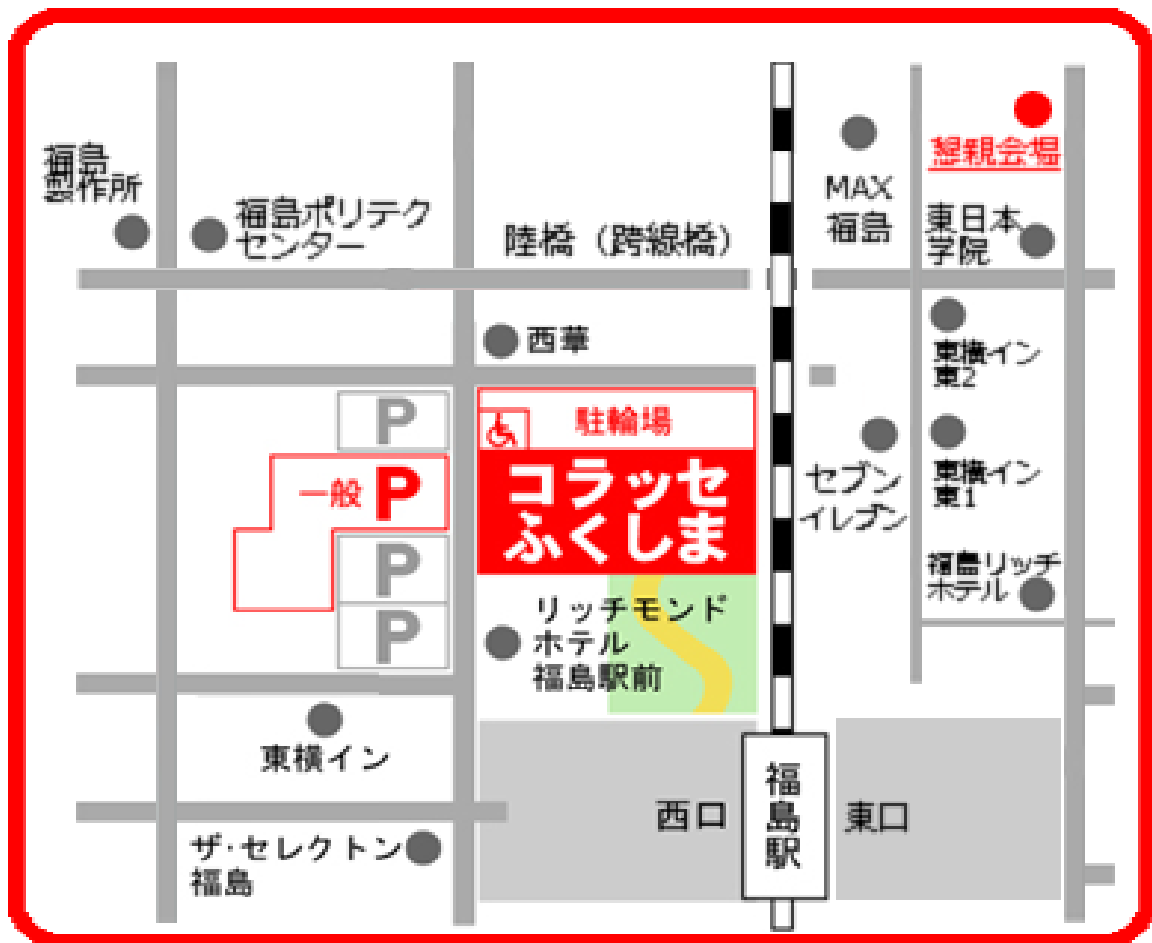 懇親会場
福島
製作所
福島ポリテク
センター
陸橋（跨線橋）
MAX
福島
東日本
学院
西華
東横イン
東2
P
駐輪場
一般
P
コラッセ
ふくしま
セブン
イレブン
東横イン
東1
P
P
リッチモンド
ホテル
福島駅前
福島リッチ
ホテル
東横イン
西口
福島駅
東口
ザ・セレクトン
福島